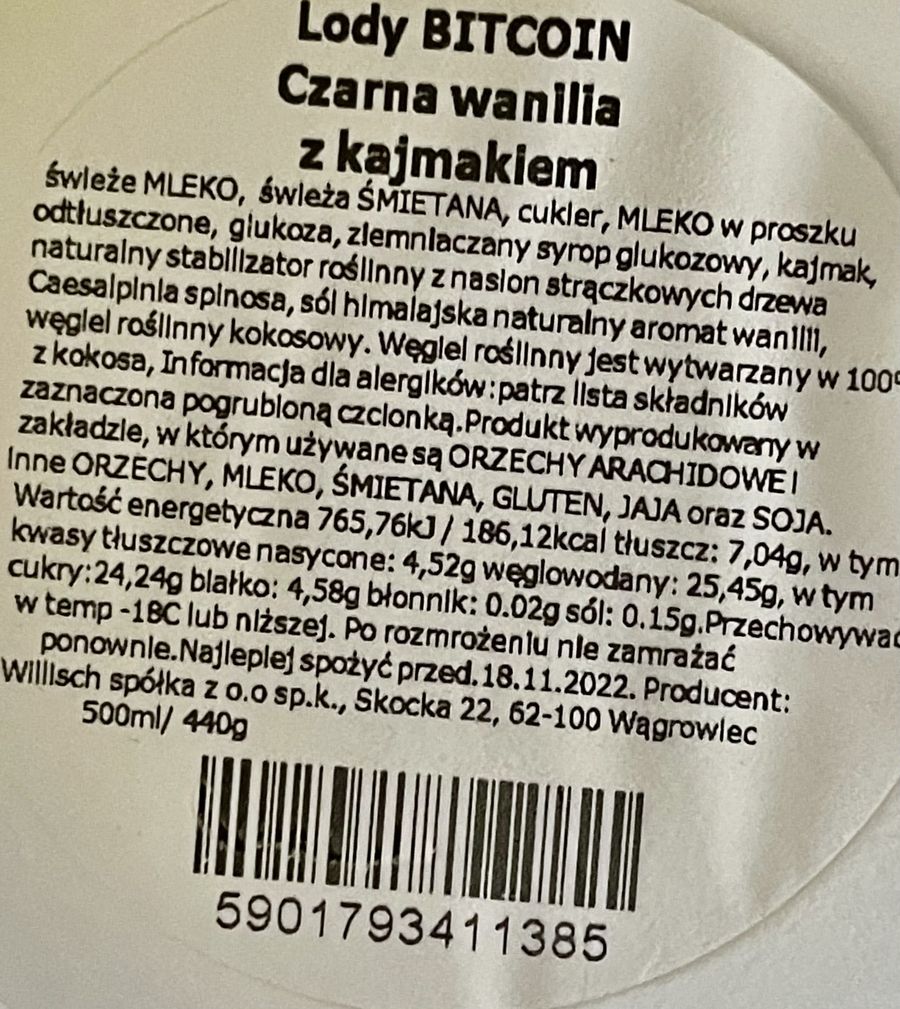 Lody BITCOIN
Czarna wanilia
z kajmakiem
świeże MLEKO, świeża ŚMIETANA, cukier, MLEKO w proszku
odtłuszczone, glukoza, ziemniaczany syrop glukozowy, kajmak,
naturalny stabilizator roślinny z nasion strączkowych drzewa
Caesalpinia spinosa, sól himalajska naturalny aromat wanilii,
węgiel roślinny kokosowy. Węgiel roślinny jest wytwarzany w 100
z kokosa, Informacja dla alergików:patrz lista składników
zaznaczona pogrubioną czcionką.Produkt wyprodukowany w
zakładzie, w którym używane są ORZECHY ARACHIDOWE i
inne ORZECHY, MLEKO, ŚMIETANA, GLUTEN, JAJA oraz SOJA.
Wartość energetyczna 765,76kJ / 186,12kcal tłuszcz: 7,04g, w tym
kwasy tłuszczowe nasycone: 4,52g węglowodany: 25,45g, w tym
cukry:24,24g białko: 4,58g błonnik: 0.02g sól: 0.15g.Przechowywać
w temp -18C lub niższej. Po rozmrożeniu nie zamrażać
ponownie.Najlepiej spożyć przed.18.11.2022. Producent:
Willisch spółka z o.o sp.k., Skocka 22, 62-100 Wągrowiec
500ml/ 440g
5901793411385